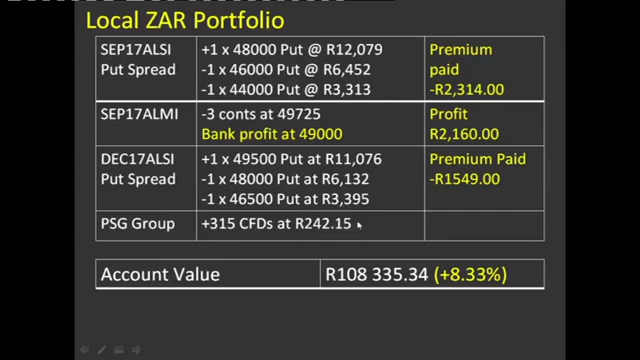 Local ZAR Portfolio
SEP17ALSI +1 x 48000 Put @ R12,079 Premium
Put Spread -1 x 46000 Put @ R6,452 paid
-1 x 44000 Put @ R3,313 -R2,314.00
SEP17ALMI -3 conts at 49725 Profit
Bank profit at 49000 R2,160.00
DEC17ALSI +1 x 49500 Put at R11,076 Premium Paid
Put Spread -1 x 48000 Put at R6,132 -R1549.00
-1 x 46500 Put at R3,395
PSG Group +315 CFDs at R242.15
Account Value R108 335.34 (+8.33%)